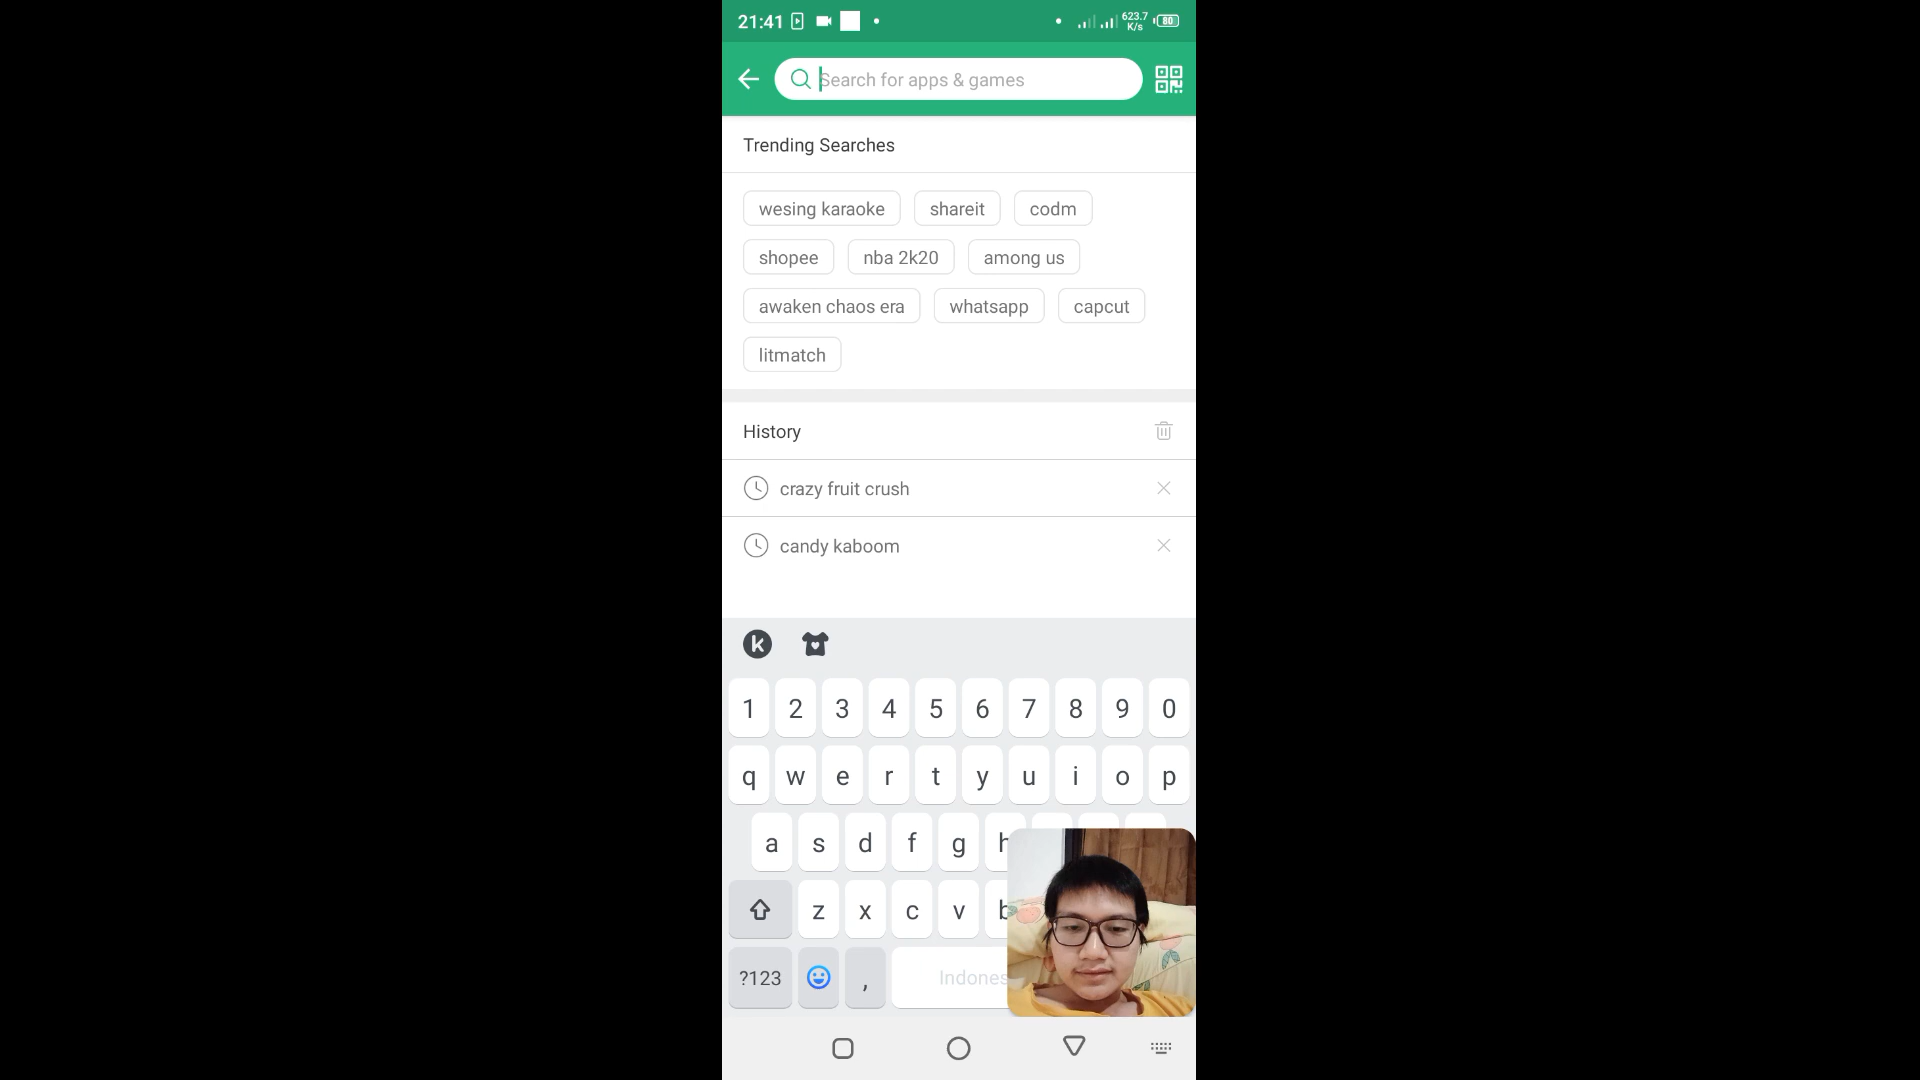 21:41 623.7 K/s 80
Search for apps & games
Trending Searches
wesing karaoke shareit codm
shopee nba 2k20 among us
awaken chaos era whatsapp capcut
litmatch
History
crazy fruit crush
candy kaboom
k
1 2 3 4 5 6 7 8 9 0
q w e r t y u i o p
a s d f g h
z x c v b
?123 , Indones